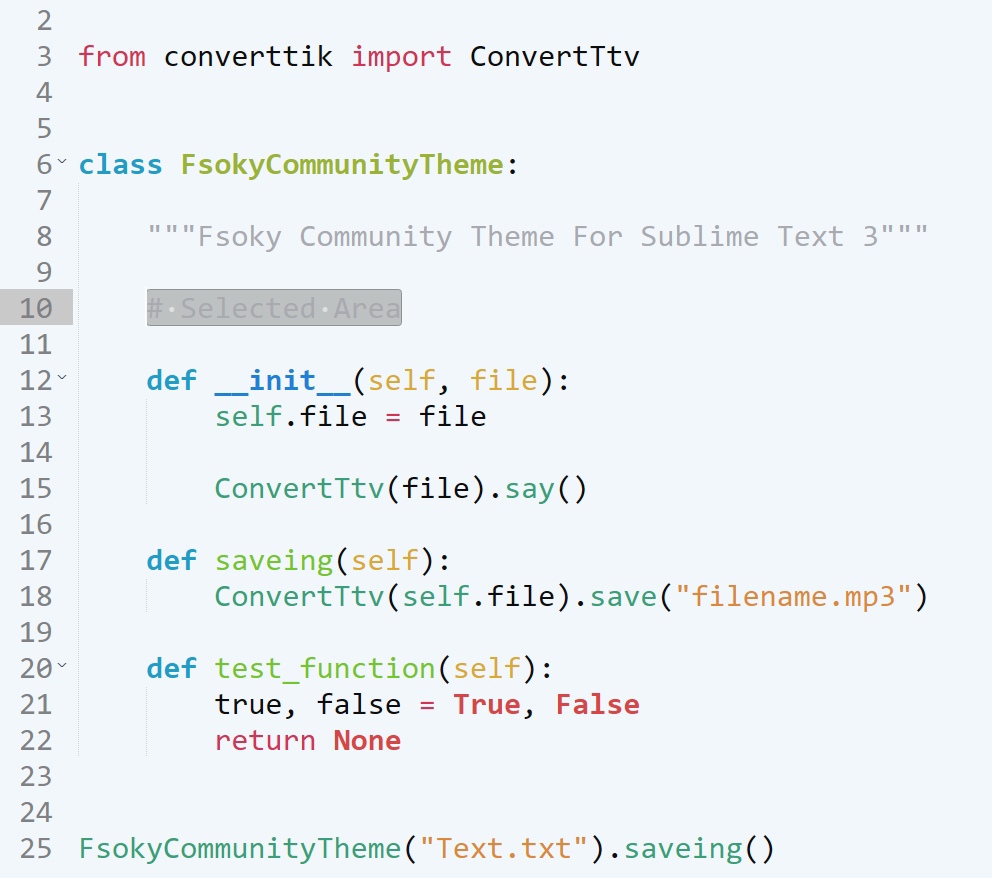 2
3 from converttik import ConvertTtv
4
5
6 class FsokyCommunityTheme:
7
8     """Fsoky Community Theme For Sublime Text 3"""
9
10     # Selected Area
11
12     def __init__(self, file):
13         self.file = file
14
15         ConvertTtv(file).say()
16
17     def saveing(self):
18         ConvertTtv(self.file).save("filename.mp3")
19
20     def test_function(self):
21         true, false = True, False
22         return None
23
24
25 FsokyCommunityTheme("Text.txt").saveing()